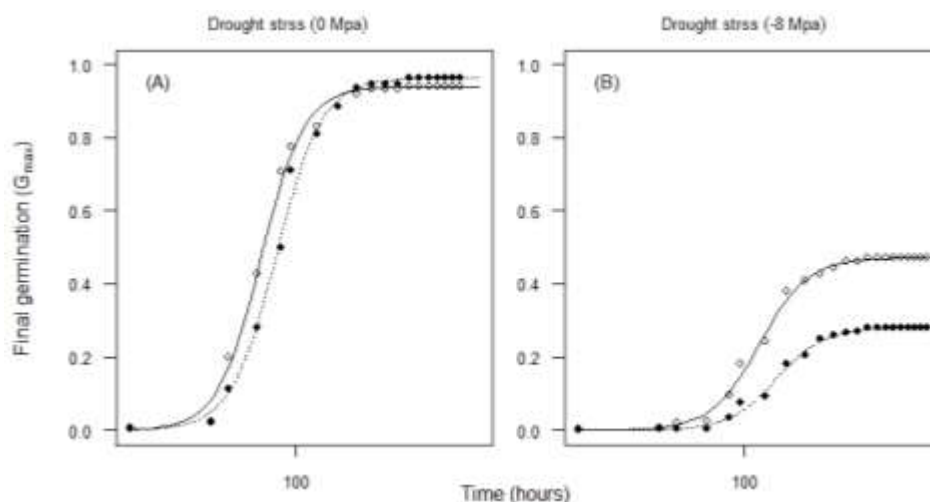 Drought strss (0 Mpa)
Drought strss (-8 Mpa)
Final germination (Gmax)
1.0
0.8
0.6
0.4
0.2
0.0
(A)
100
1.0
0.8
0.6
0.4
0.2
0.0
(B)
100
Time (hours)